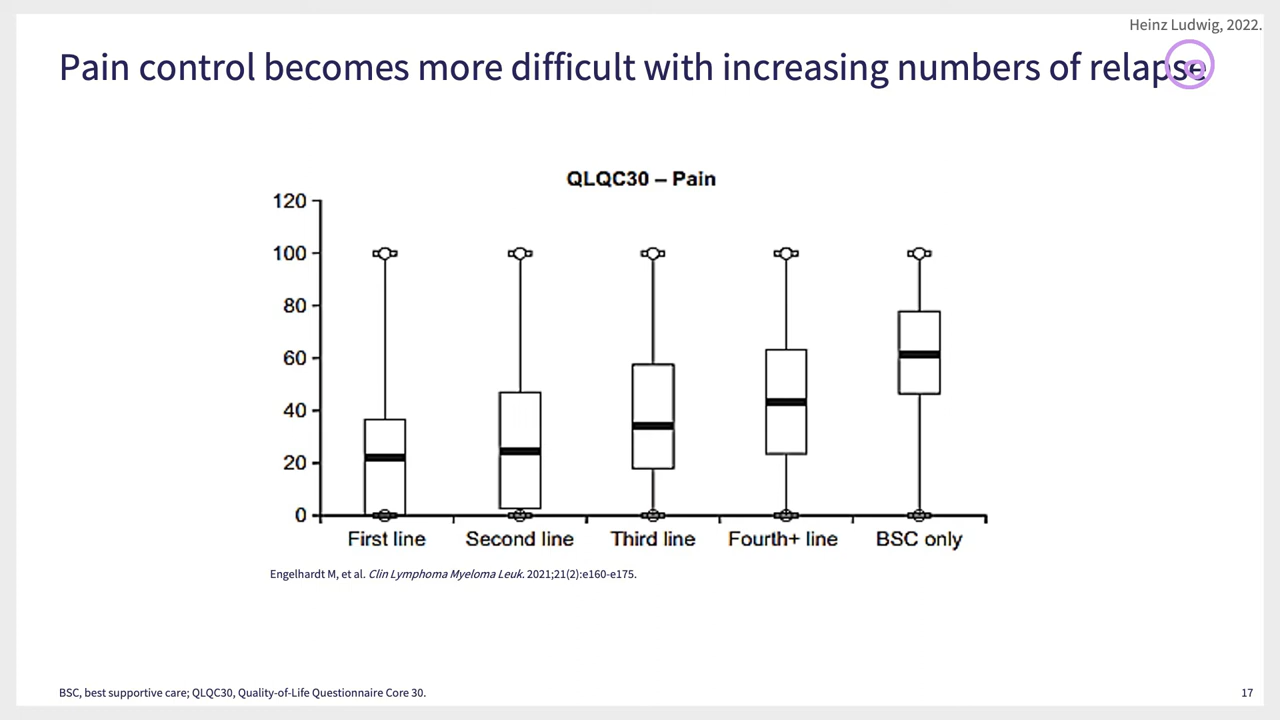 Heinz Ludwig, 2022.
Pain control becomes more difficult with increasing numbers of relapse
QLQC30 – Pain
120
100
80
60
40
20
0
First line Second line Third line Fourth+ line BSC only
Engelhardt M, et al. Clin Lymphoma Myeloma Leuk. 2021;21(2):e160-e175.
BSC, best supportive care; QLQC30, Quality-of-Life Questionnaire Core 30.
17